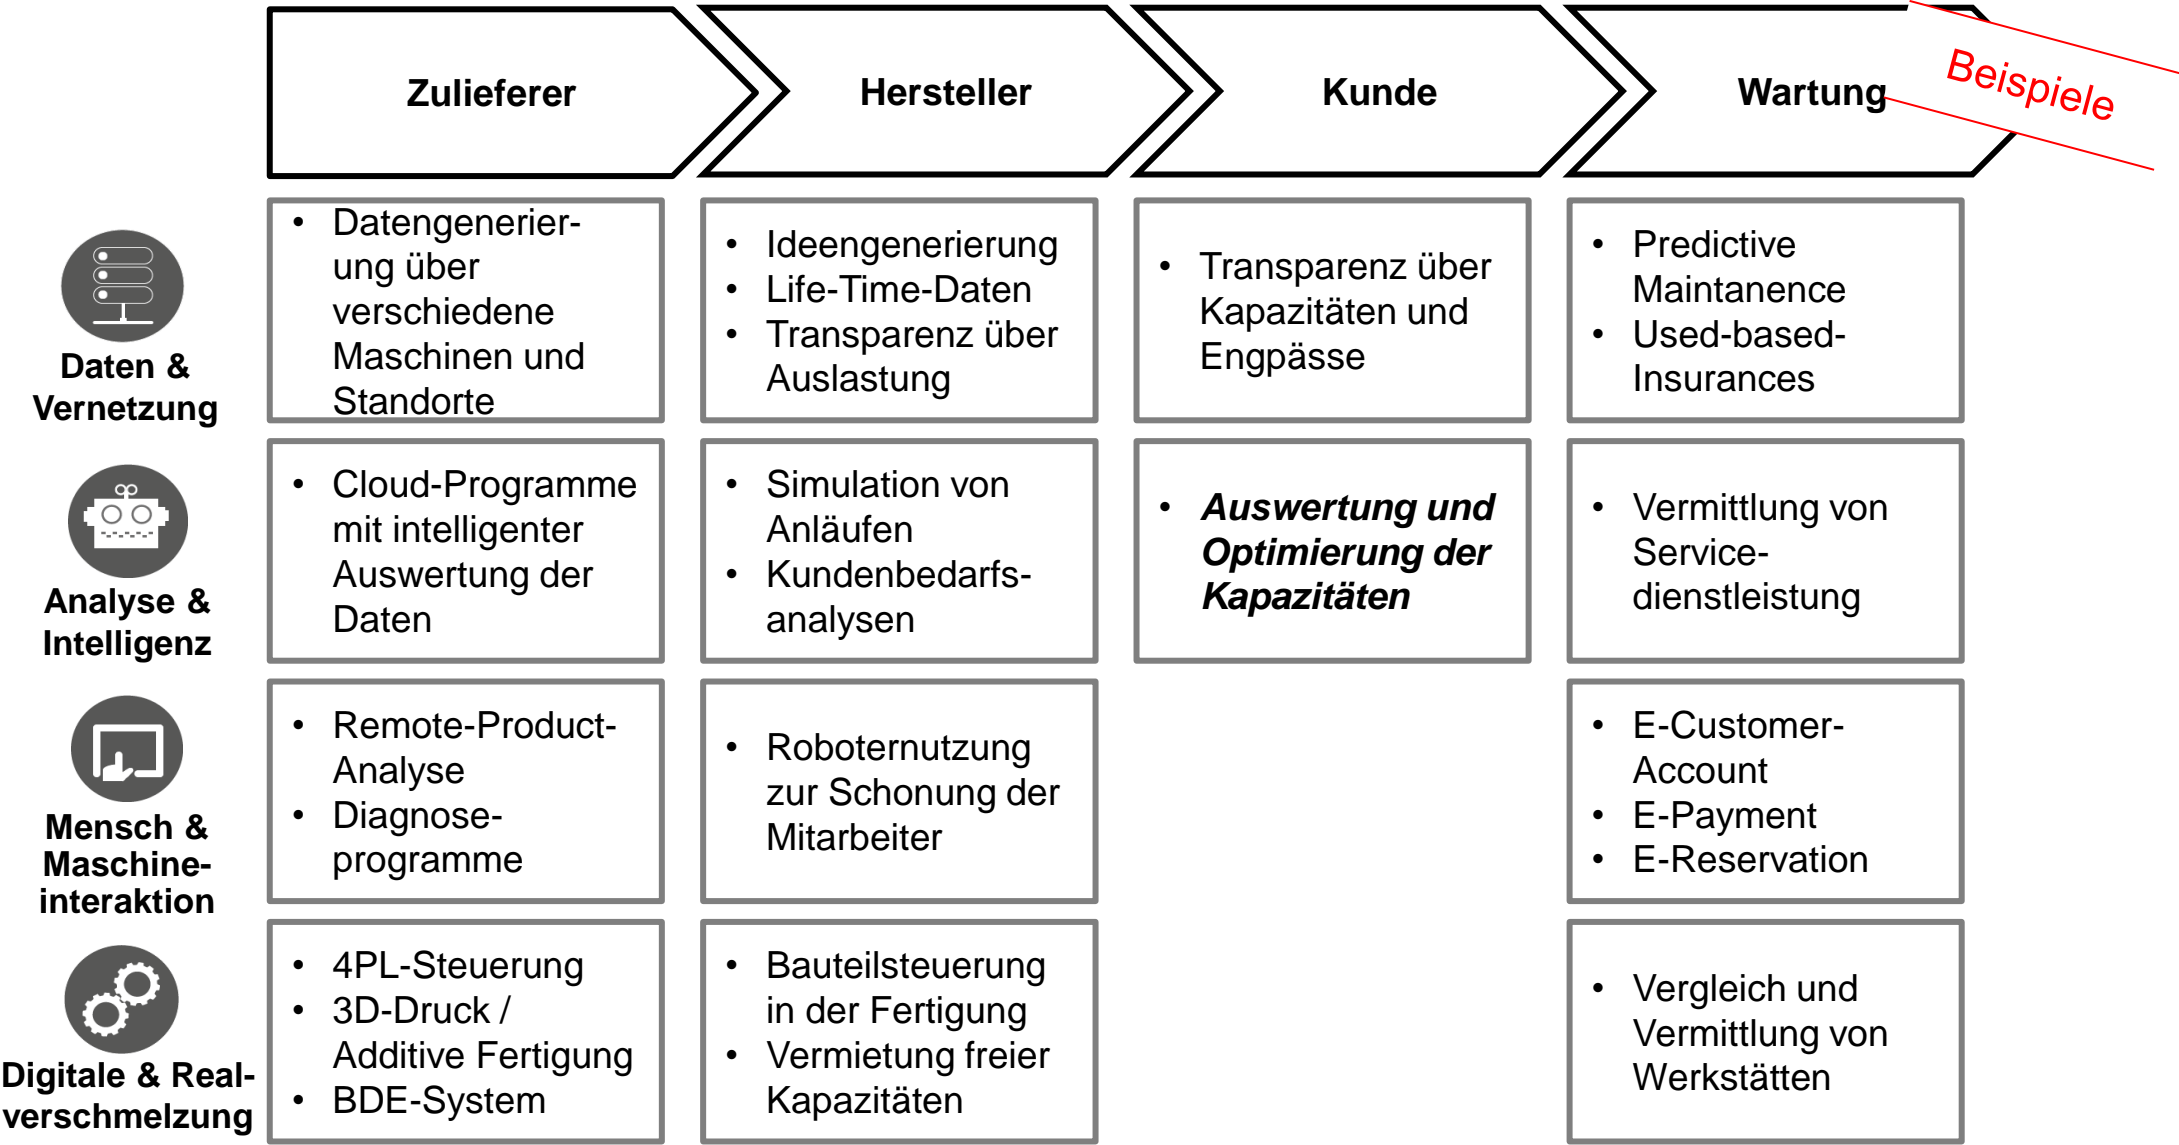 Zulieferer
Hersteller
Kunde
Wartung
Beispiele
Daten &
Vernetzung
• Datengenerier-
ung über
verschiedene
Maschinen und
Standorte
• Ideengenerierung
• Life-Time-Daten
• Transparenz über
Auslastung
• Transparenz über
Kapazitäten und
Engpässe
• Predictive
Maintanence
• Used-based-
Insurances
Analyse &
Intelligenz
• Cloud-Programme
mit intelligenter
Auswertung der
Daten
• Simulation von
Anläufen
• Kundenbedarfs-
analysen
• Auswertung und
Optimierung der
Kapazitäten
• Vermittlung von
Service-
dienstleistung
Mensch &
Maschine-
interaktion
• Remote-Product-
Analyse
• Diagnose-
programme
• Roboternutzung
zur Schonung der
Mitarbeiter
• E-Customer-
Account
• E-Payment
• E-Reservation
Digitale & Real-
verschmelzung
• 4PL-Steuerung
• 3D-Druck /
Additive Fertigung
• BDE-System
• Bauteilsteuerung
in der Fertigung
• Vermietung freier
Kapazitäten
• Vergleich und
Vermittlung von
Werkstätten